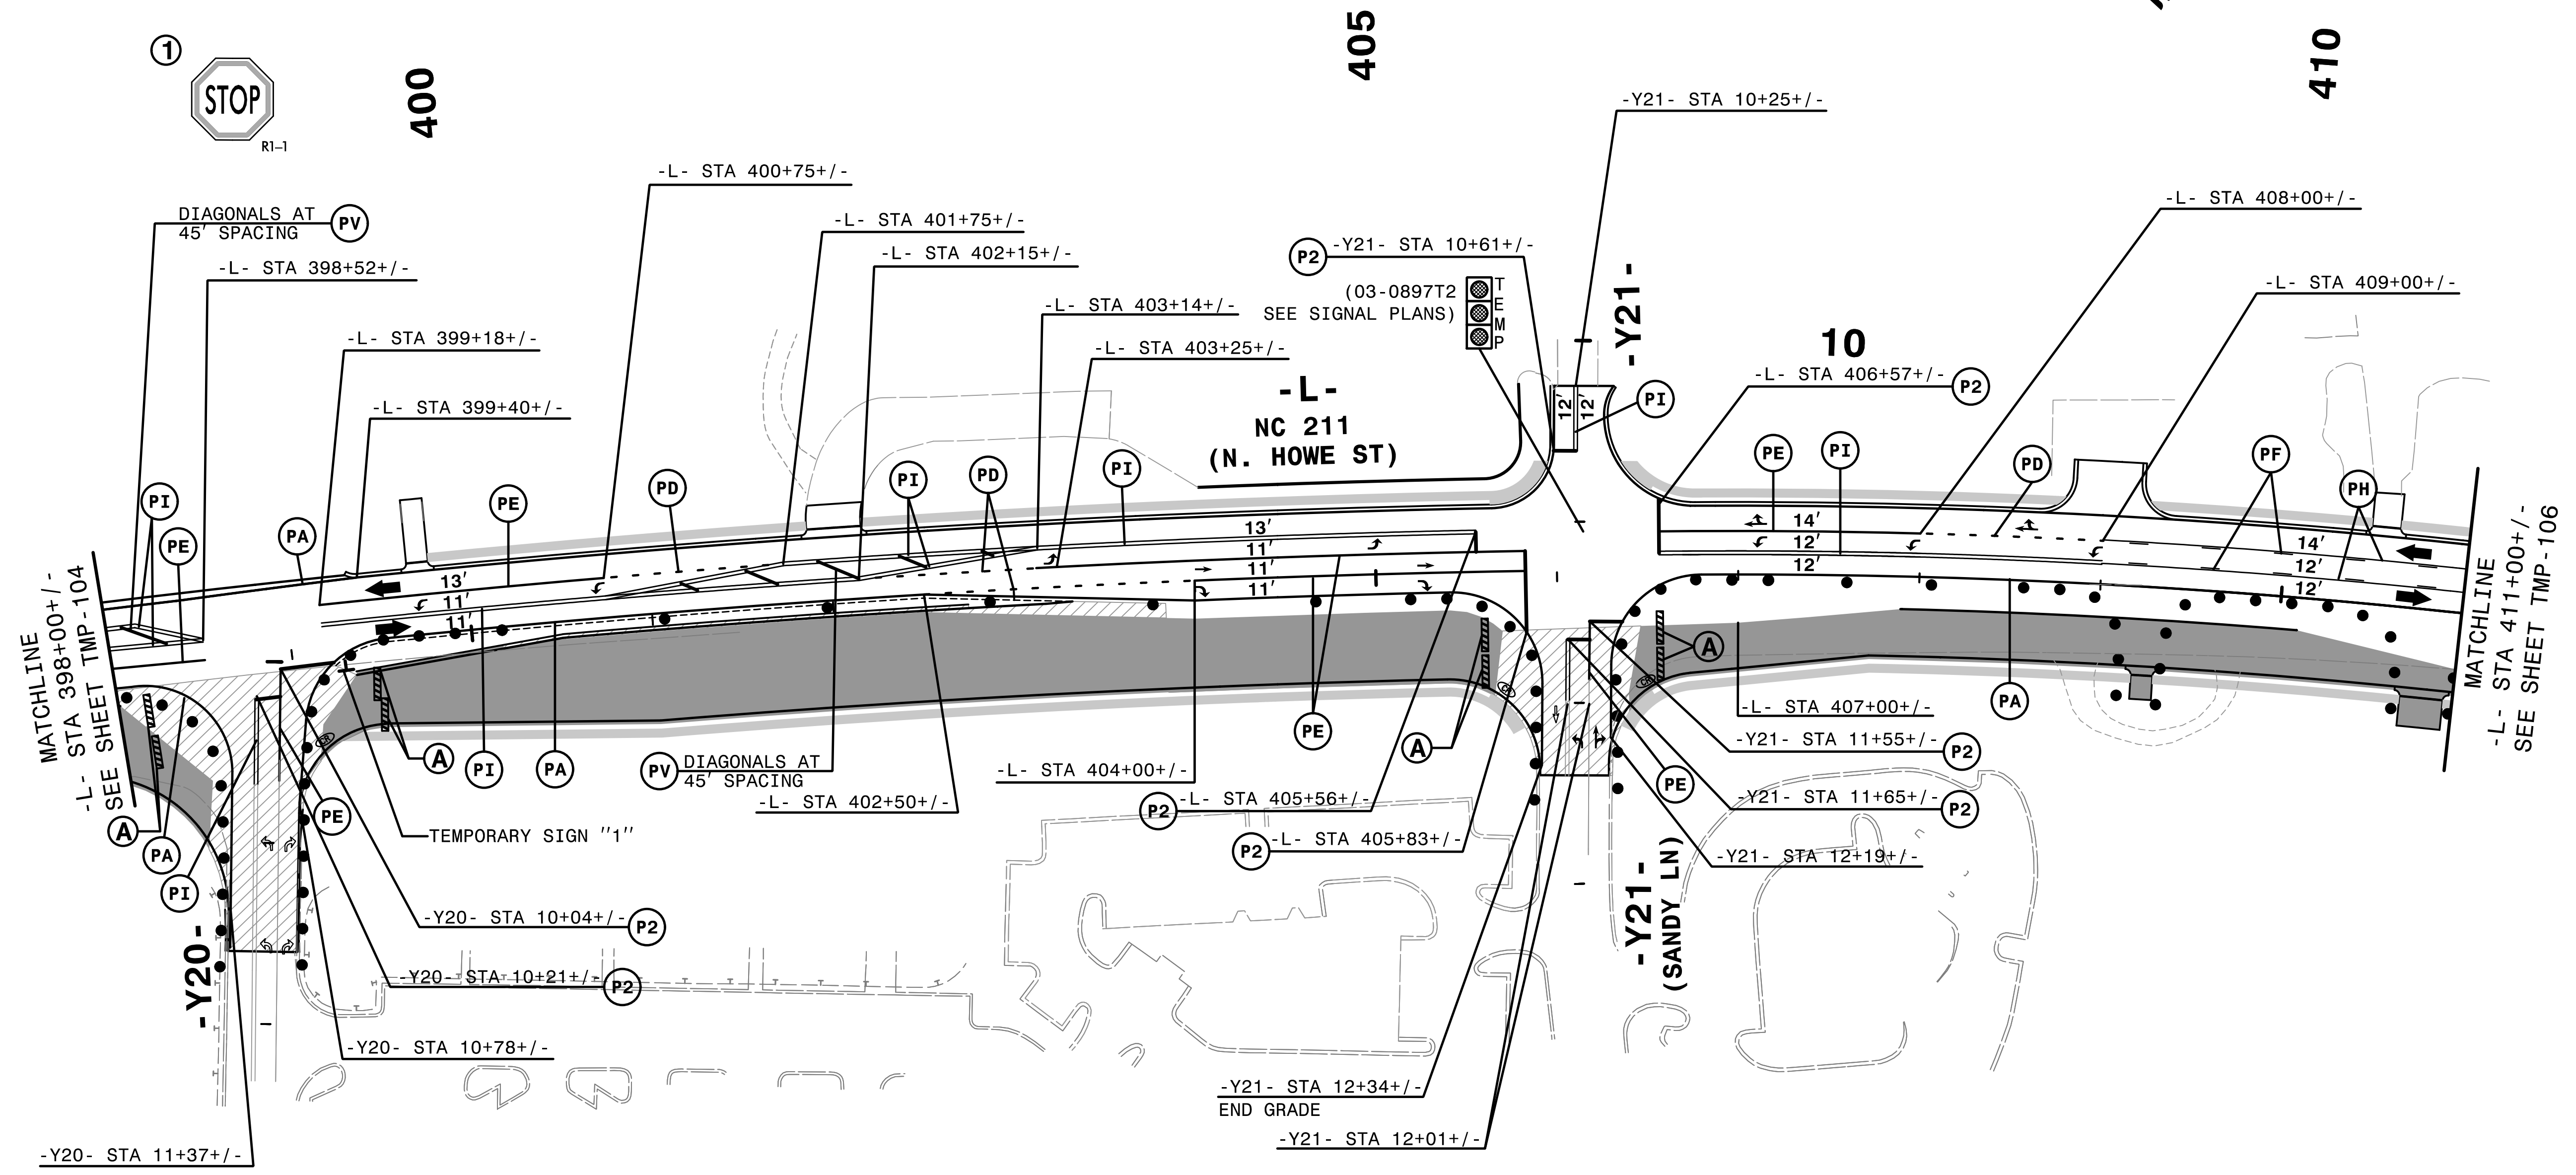 1
STOP
R1-1
400
405
410
-Y21- STA 10+25+/-
-L- STA 400+75+/-
-L- STA 408+00+/-
DIAGONALS AT
45' SPACING
PV
-L- STA 401+75+/-
-L- STA 402+15+/-
P2
-Y21- STA 10+61+/-
-L- STA 398+52+/-
-Y21-
-L- STA 409+00+/-
(03-0897T2
SEE SIGNAL PLANS)
TEMP
-L- STA 403+14+/-
-L- STA 399+18+/-
10
-L- STA 403+25+/-
-L- STA 406+57+/-
P2
-L-
NC 211
(N. HOWE ST)
-L- STA 399+40+/-
12'
12'
PI
PI
PE
PA
PE
PD
PI
PD
PI
PE
PI
PD
PF
PH
13'
11'
11'
13'
11'
11'
11'
14'
12'
12'
14'
12'
12'
MATCHLINE
-L- STA 398+00+/-
SEE SHEET TMP-104
MATCHLINE
-L- STA 411+00+/-
SEE SHEET TMP-106
A
CR
CR
CR
PA
-L- STA 407+00+/-
-Y21- STA 11+55+/-
P2
A
PI
PA
PV
DIAGONALS AT
45' SPACING
-L- STA 404+00+/-
PE
A
PE
-L- STA 402+50+/-
P2
-L- STA 405+56+/-
-Y21- STA 11+65+/-
P2
PE
A
PA
PI
TEMPORARY SIGN "1"
P2
-L- STA 405+83+/-
-Y21- STA 12+19+/-
-Y20- STA 10+04+/-
P2
-Y21-
(SANDY LN)
-Y20-
-Y20- STA 10+21+/-
P2
-Y20- STA 10+78+/-
-Y21- STA 12+34+/-
END GRADE
-Y21- STA 12+01+/-
-Y20- STA 11+37+/-